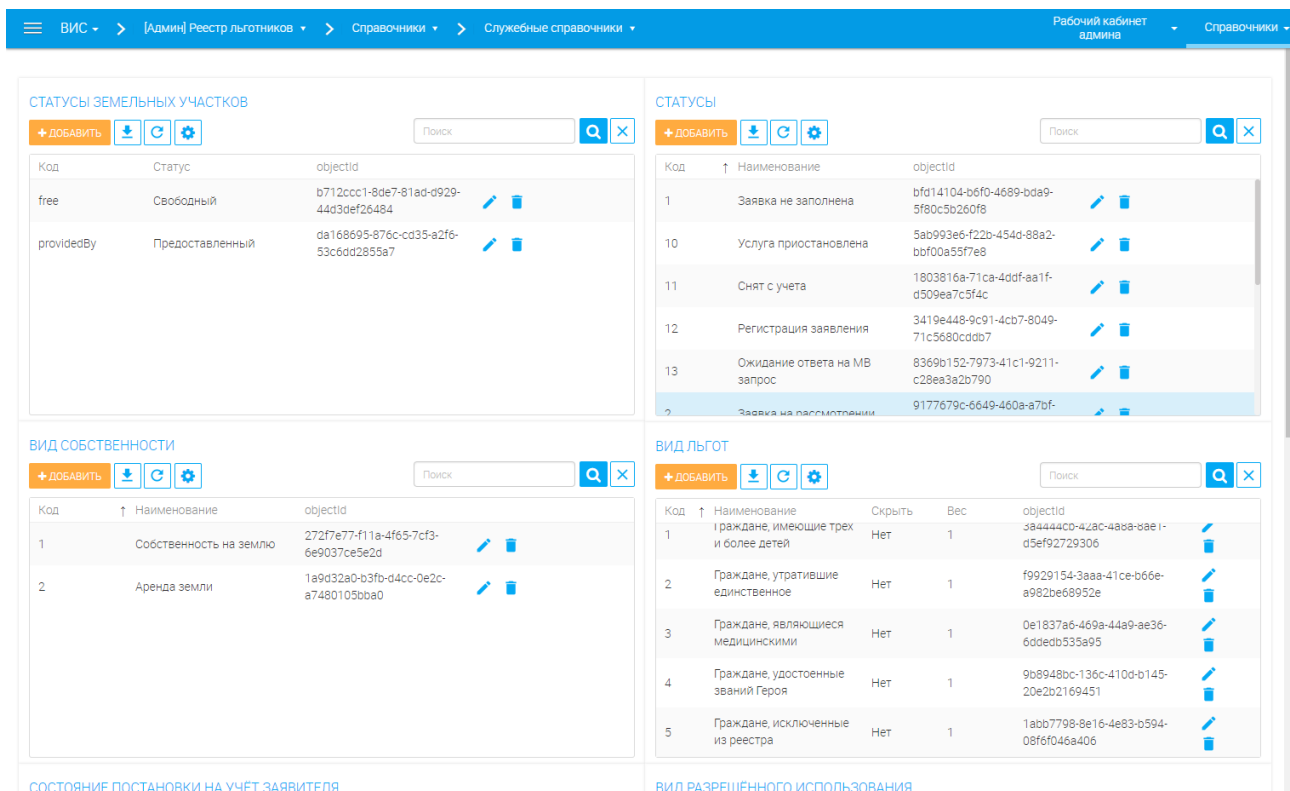 ВИС
[Админ] Реестр льготников
Справочники
Служебные справочники
Рабочий кабинет
админа
Справочники
СТАТУСЫ ЗЕМЕЛЬНЫХ УЧАСТКОВ
+ ДОБАВИТЬ
Поиск
Код Статус objectId
free Свободный b712ccc1-8de7-81ad-d929-
44d3def26484
providedBy Предоставленный da168695-876c-cd35-a2f6-
53c6dd2855a7
СТАТУСЫ
+ ДОБАВИТЬ
Поиск
Код ↑ Наименование objectId
1 Заявка не заполнена bfd14104-b6f0-4689-bda9-
5f80c5b260f8
10 Услуга приостановлена 5ab993e6-f22b-454d-88a2-
bbf00a55f7e8
11 Снят с учета 1803816a-71ca-4ddf-aa1f-
d509ea7c5f4c
12 Регистрация заявления 3419e448-9c91-4cb7-8049-
71c5680cddb7
13 Ожидание ответа на МВ
запрос 8369b152-7973-41c1-9211-
c28ea3a2b790
2 Заявка на рассмотрении 9177679c-6649-460a-a7bf-
ВИД СОБСТВЕННОСТИ
+ ДОБАВИТЬ
Поиск
Код ↑ Наименование objectId
1 Собственность на землю 272f7e77-f11a-4f65-7cf3-
6e9037ce5e2d
2 Аренда земли 1a9d32a0-b3fb-d4cc-0e2c-
a7480105bba0
ВИД ЛЬГОТ
+ ДОБАВИТЬ
Поиск
Код ↑ Наименование Скрыть Вес objectId
1 Граждане, имеющие трех
и более детей Нет 1 3a4444cb-42ac-4a8a-8ae1-
d5ef92729306
2 Граждане, утратившие
единственное Нет 1 f9929154-3aaa-41ce-b66e-
a982be68952e
3 Граждане, являющиеся
медицинскими Нет 1 0e1837a6-469a-44a9-ae36-
6ddedb535a95
4 Граждане, удостоенные
званий Героя Нет 1 9b8948bc-136c-410d-b145-
20e2b2169451
5 Граждане, исключенные
из реестра Нет 1 1abb7798-8e16-4e83-b594-
08f6f046a406
СОСТОЯНИЕ ПОСТАНОВКИ НА УЧЁТ ЗАЯВИТЕЛЯ
ВИД РАЗРЕШЁННОГО ИСПОЛЬЗОВАНИЯ